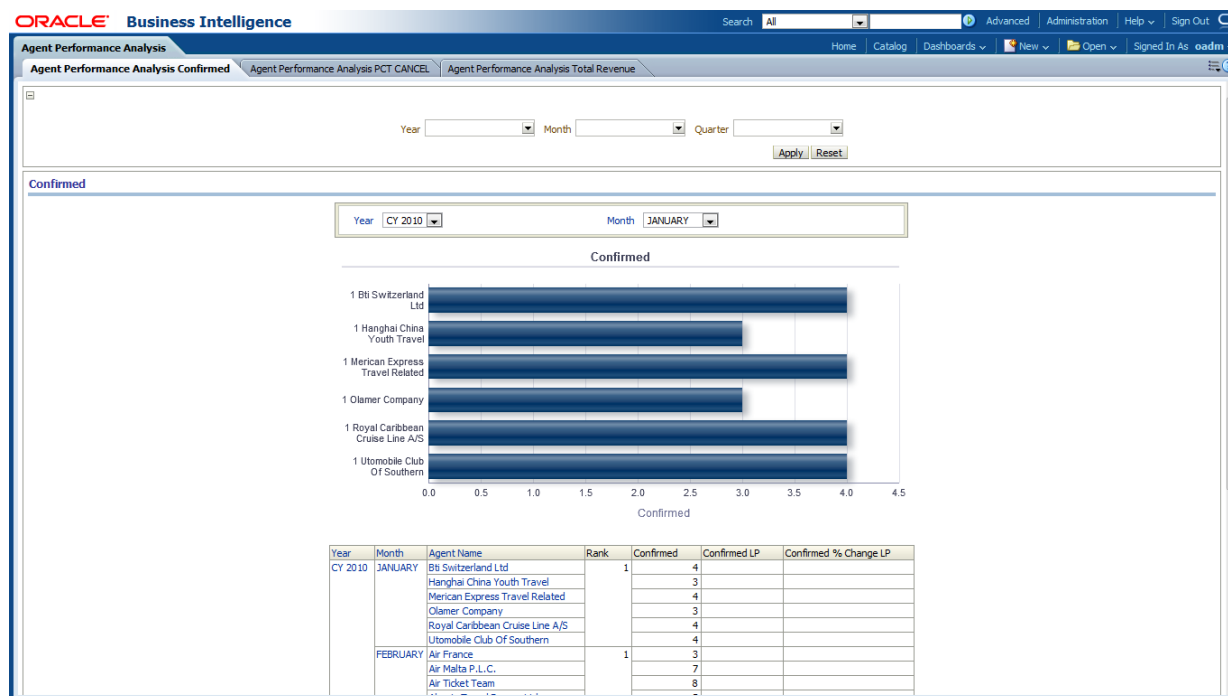 ORACLE Business Intelligence
Search All Advanced Administration Help Sign Out
Agent Performance Analysis
Home Catalog Dashboards New Open Signed In As oadm
Agent Performance Analysis Confirmed Agent Performance Analysis PCT CANCEL Agent Performance Analysis Total Revenue
Year Month Quarter
Apply Reset
Confirmed
Year CY 2010 Month JANUARY
Confirmed
1 Bti Switzerland
Ltd
1 Hanghai China
Youth Travel
1 Merican Express
Travel Related
1 Olamer Company
1 Royal Caribbean
Cruise Line A/S
1 Utomobile Club
Of Southern
0.0 0.5 1.0 1.5 2.0 2.5 3.0 3.5 4.0 4.5
Confirmed
Year Month Agent Name Rank Confirmed Confirmed LP Confirmed % Change LP
CY 2010 JANUARY Bti Switzerland Ltd 1 4
Hanghai China Youth Travel 3
Merican Express Travel Related 4
Olamer Company 3
Royal Caribbean Cruise Line A/S 4
Utomobile Club Of Southern 4
FEBRUARY Air France 1 3
Air Malta P.L.C. 7
Air Ticket Team 8